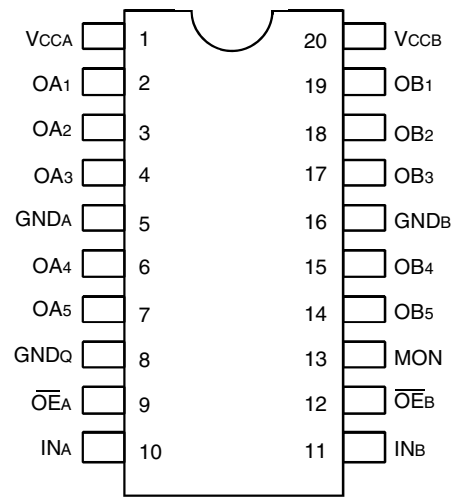 VCCA 1 20 VCCB
OA1 2 19 OB1
OA2 3 18 OB2
OA3 4 17 OB3
GNDA 5 16 GNDB
OA4 6 15 OB4
OA5 7 14 OB5
GNDQ 8 13 MON
O̅E̅A 9 12 O̅E̅B
INA 10 11 INB